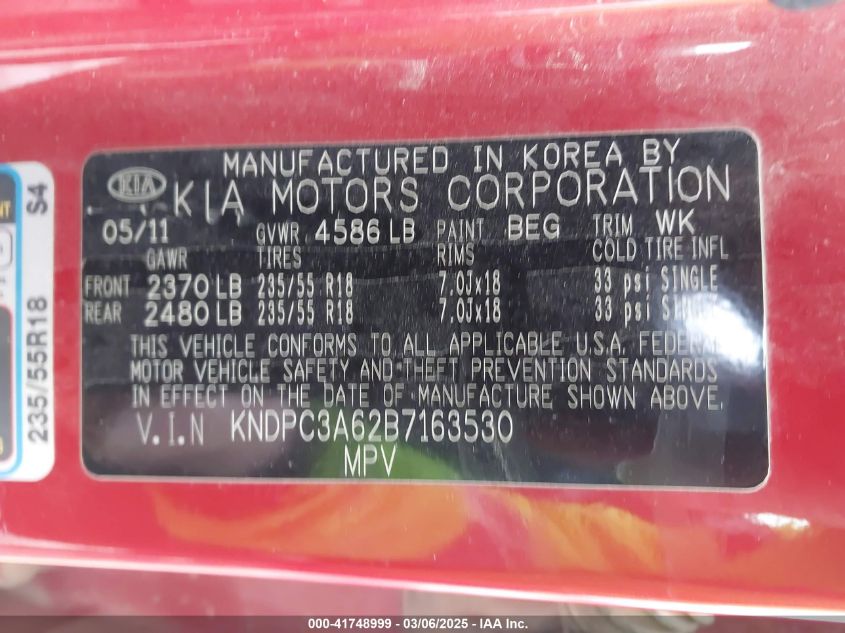 MANUFACTURED IN KOREA BY
KIA KIA MOTORS CORPORATION
05/11 GVWR 4586 LB PAINT BEG TRIM WK
GAWR TIRES RIMS COLD TIRE INFL
FRONT 2370 LB 235/55 R18 7.0Jx18 33 psi SINGLE
REAR 2480 LB 235/55 R18 7.0Jx18 33 psi
THIS VEHICLE CONFORMS TO ALL APPLICABLE U.S.A.
MOTOR VEHICLE SAFETY AND THEFT PREVENTION STANDARDS
IN EFFECT ON THE DATE OF MANUFACTURE SHOWN ABOVE.
V.I.N KNDPC3A62B7163530
MPV
235/55R18 S4
000-41748999 | 03/06/2025 - IAA Inc.